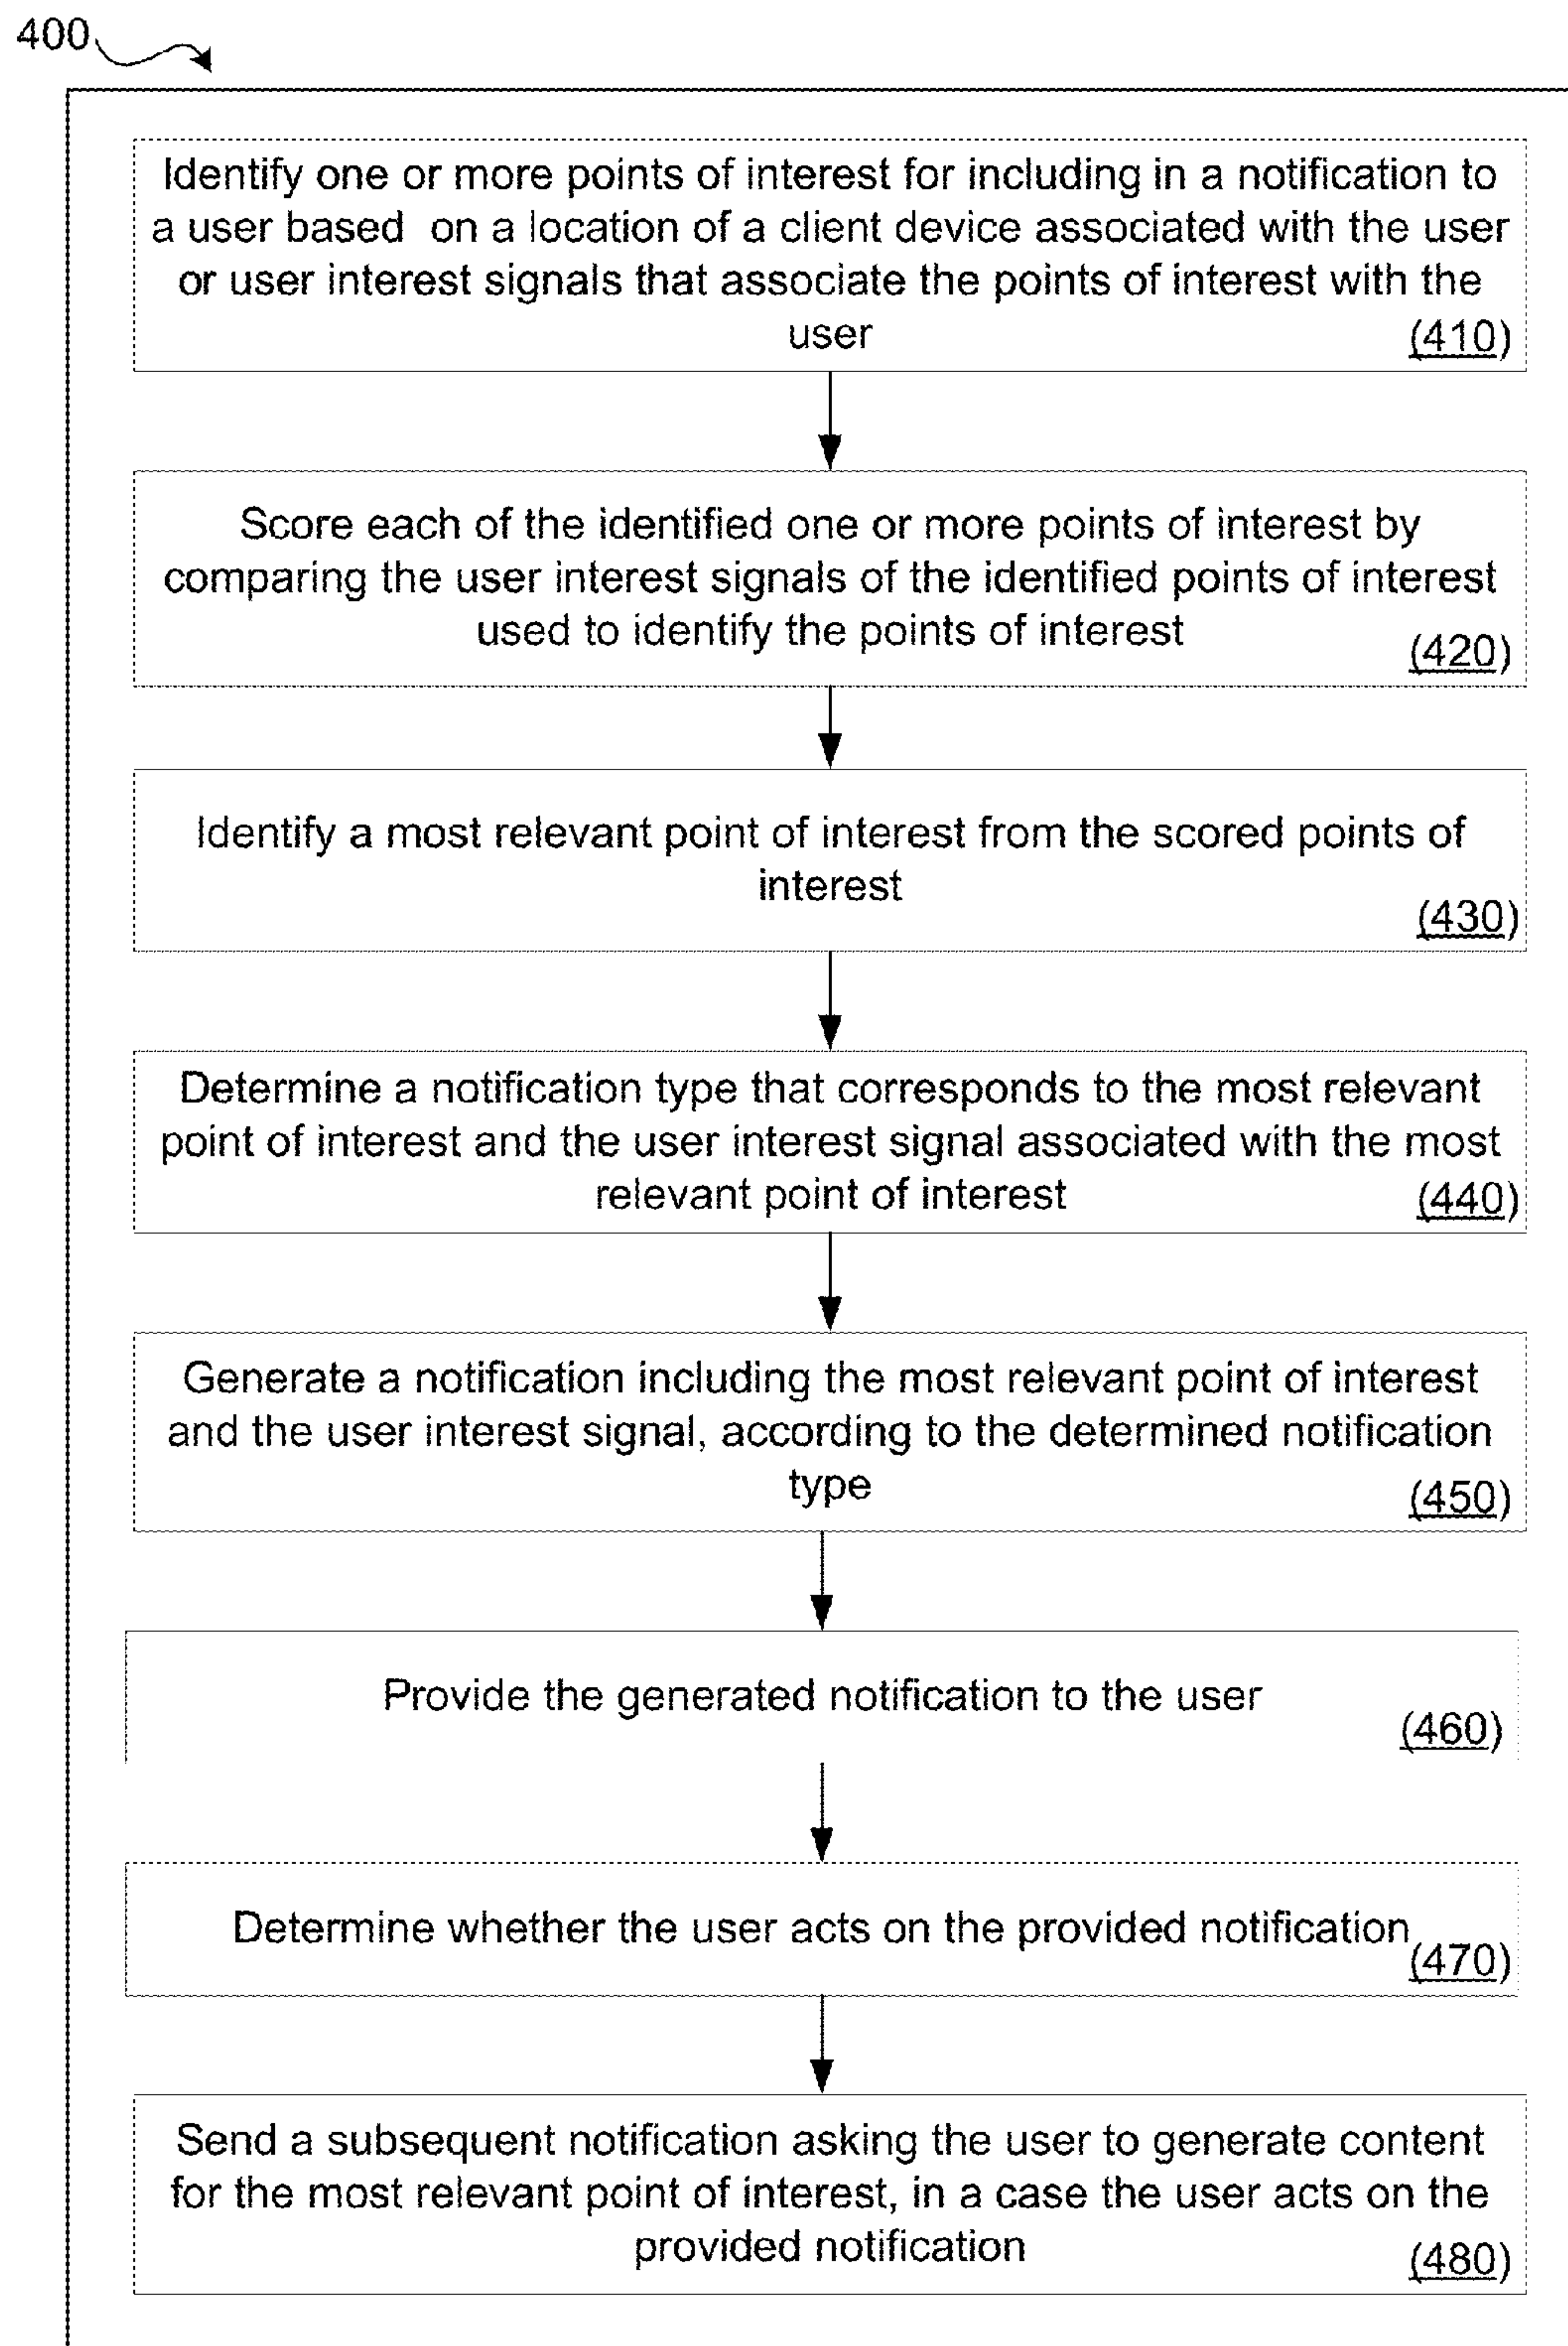 400
Identify one or more points of interest for including in a notification to
a user based on a location of a client device associated with the user
or user interest signals that associate the points of interest with the
user
(410)
Score each of the identified one or more points of interest by
comparing the user interest signals of the identified points of interest
used to identify the points of interest
(420)
Identify a most relevant point of interest from the scored points of
interest
(430)
Determine a notification type that corresponds to the most relevant
point of interest and the user interest signal associated with the most
relevant point of interest
(440)
Generate a notification including the most relevant point of interest
and the user interest signal, according to the determined notification
type
(450)
Provide the generated notification to the user
(460)
Determine whether the user acts on the provided notification
(470)
Send a subsequent notification asking the user to generate content
for the most relevant point of interest, in a case the user acts on the
provided notification
(480)